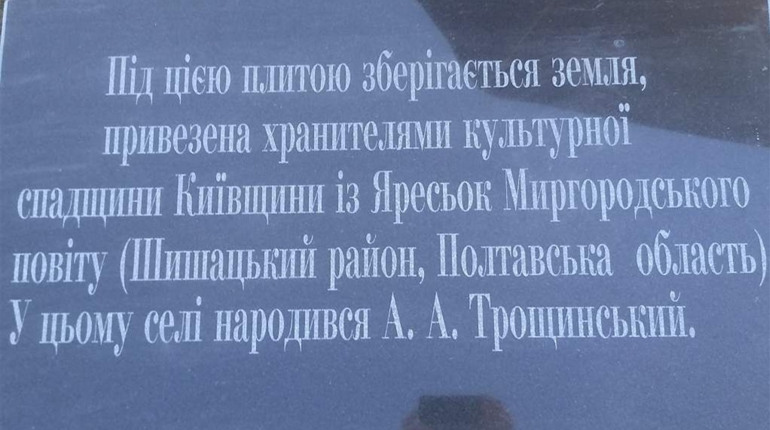 Під цією плитою зберігається земля,
привезена хранителями культурної
спадщини Київщини із Яресьок Миргородського
повіту (Шишацький район, Полтавська область)
У цьому селі народився А. А. Трощинський.